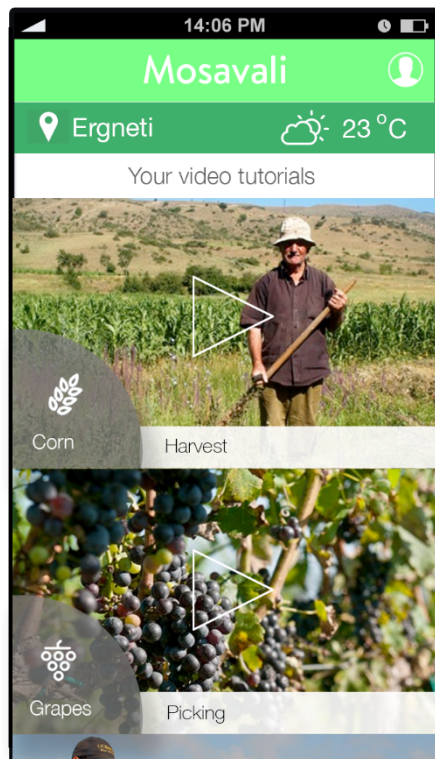 14:06 PM
Mosavali
Ergneti
23 °C
Your video tutorials
Corn
Harvest
Grapes
Picking